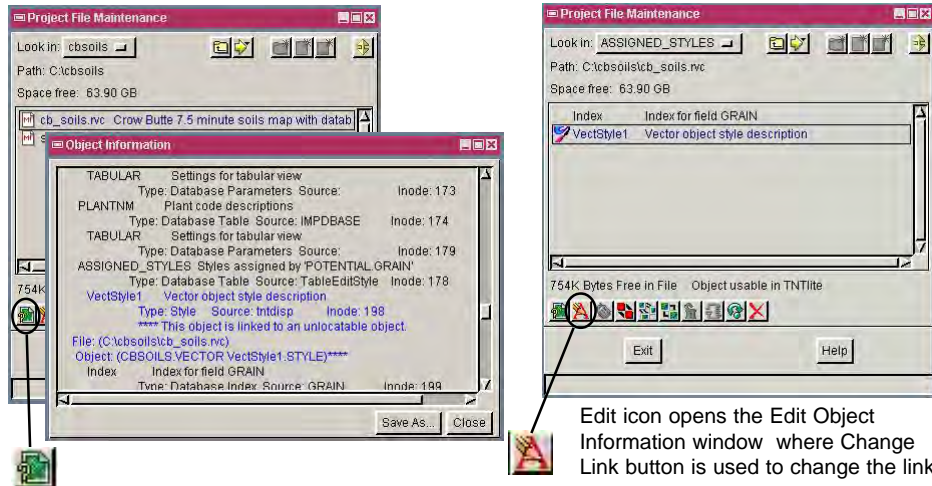 Project File Maintenance
Look in: cbsoils
Path: C:\cbsoils
Space free: 63.90 GB
cb_soils.rvc Crow Butte 7.5 minute soils map with datab
754K
Object Information
TABULAR Settings for tabular view
Type: Database Parameters Source: Inode: 173
PLANTNM Plant code descriptions
Type: Database Table Source: IMPDBASE Inode: 174
TABULAR Settings for tabular view
Type: Database Parameters Source: Inode: 179
ASSIGNED_STYLES Styles assigned by 'POTENTIAL.GRAIN'
Type: Database Table Source: TableEditStyle Inode: 178
VectStyle1 Vector object style description
Type: Style Source: tntdisp Inode: 198
**** This object is linked to an unlocatable object.
File: (C:\cbsoils\cb_soils.rvc)
Object: (CBSOILS.VECTOR VectStyle1.STYLE)****
Index Index for field GRAIN
Type: Database Index Source: GRAIN Inode: 199
Save As... Close
Project File Maintenance
Look in: ASSIGNED_STYLES
Path: C:\cbsoils\cb_soils.rvc
Space free: 63.90 GB
Index Index for field GRAIN
VectStyle1 Vector object style description
754K Bytes Free in File Object usable in TNTlite
Exit Help
Edit icon opens the Edit Object
Information window where Change
Link button is used to change the link